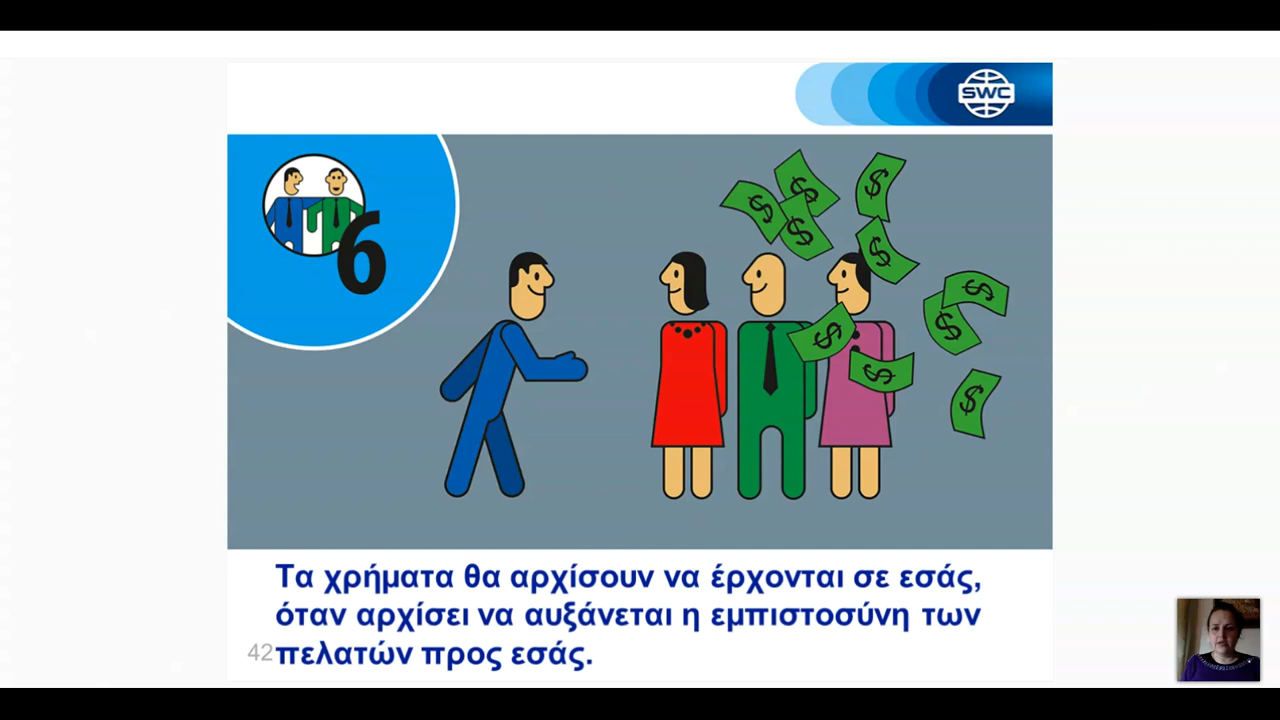 SWC
6
$ $ $ $ $ $ $ $ $ $
Τα χρήματα θα αρχίσουν να έρχονται σε εσάς,
όταν αρχίσει να αυξάνεται η εμπιστοσύνη των
42 πελατών προς εσάς.